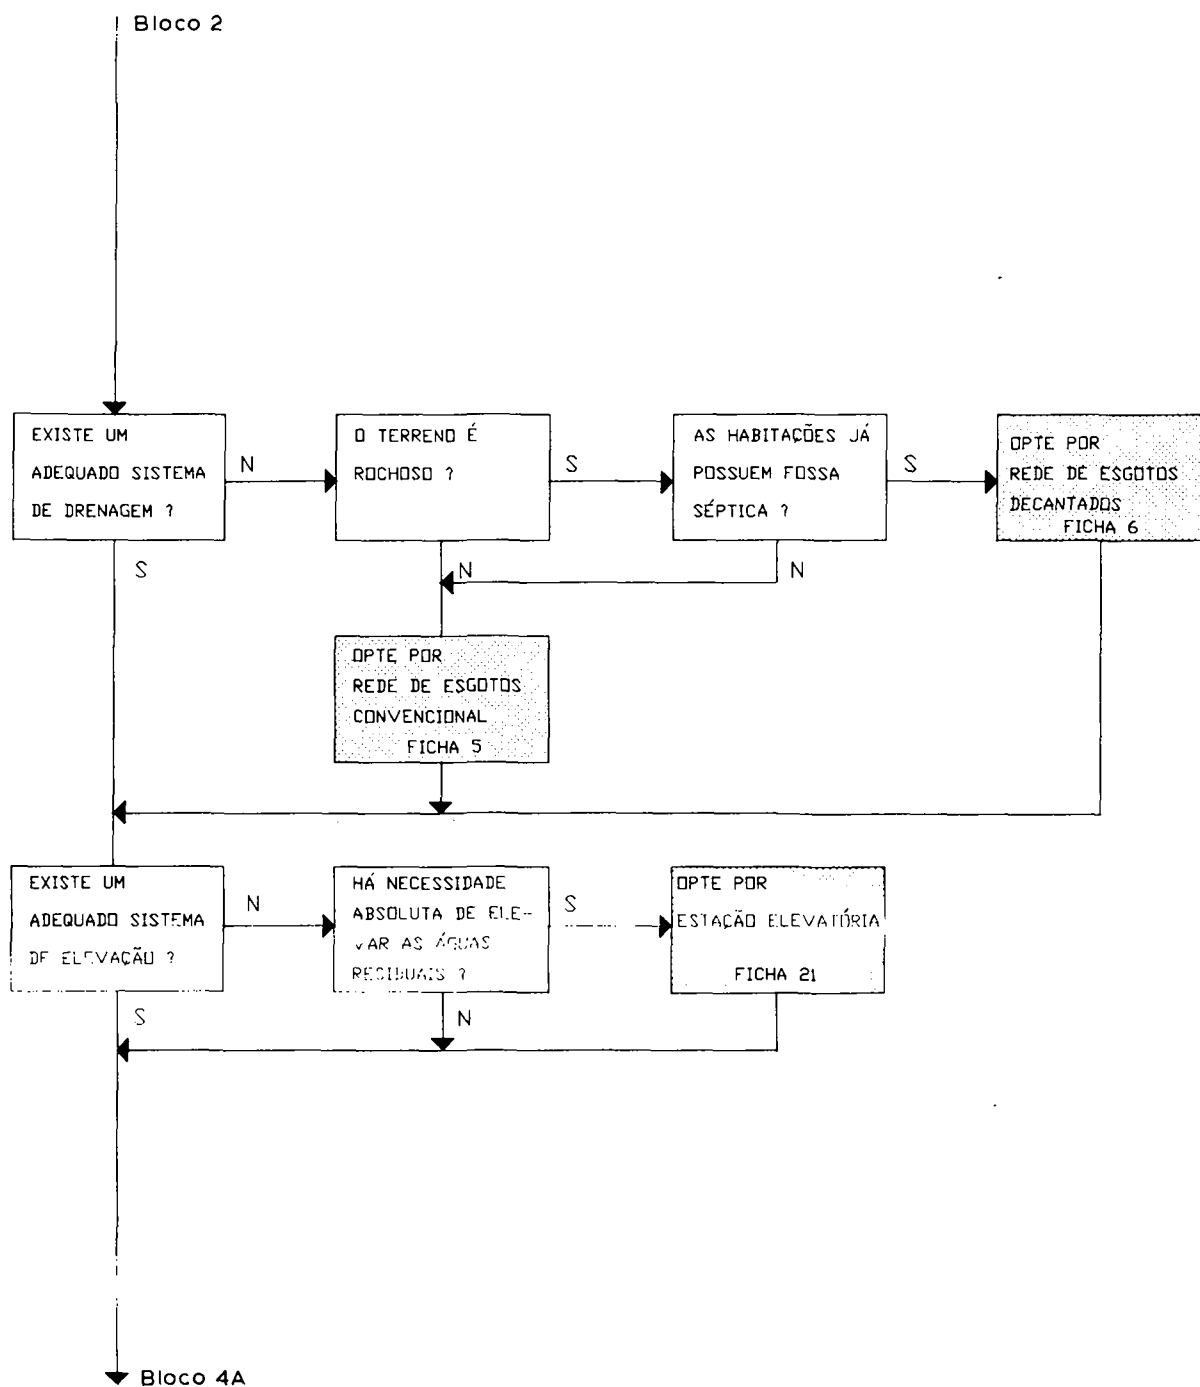 Bloco 2
EXISTE UM
ADEQUADO SISTEMA
DE DRENAGEM ?
N
O TERRENO É
ROCHOSO ?
S
AS HABITAÇÕES JÁ
POSSUEM FOSSA
SÉPTICA ?
S
OPTE POR
REDE DE ESGOTOS
DECANTADOS
FICHA 6
S
N
N
OPTE POR
REDE DE ESGOTOS
CONVENCIONAL
FICHA 5
EXISTE UM
ADEQUADO SISTEMA
DE ELEVAÇÃO ?
N
HÁ NECESSIDADE
ABSOLUTA DE ELE-
VAR AS ÁGUAS
RESIDUAIS ?
S
OPTE POR
ESTAÇÃO ELEVATÓRIA
FICHA 21
S
N
Bloco 4A